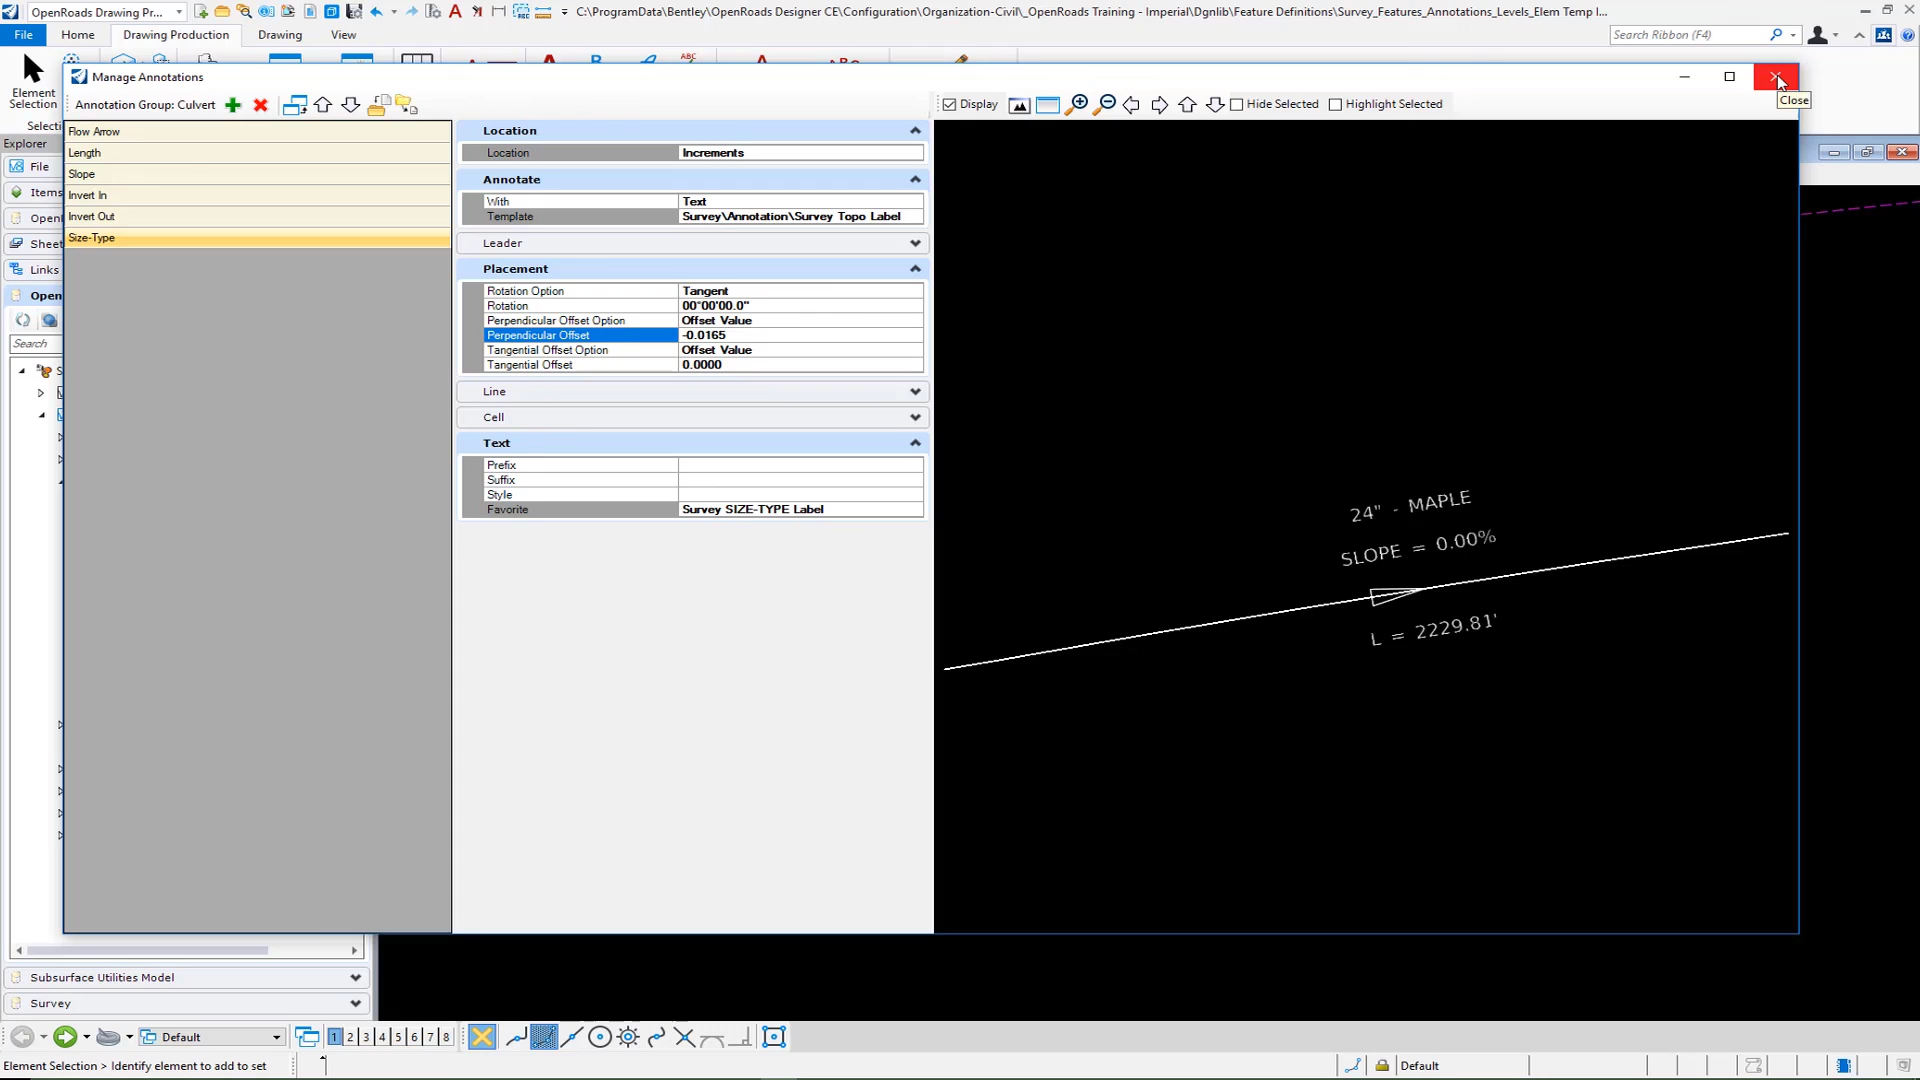 OpenRoads Drawing Pr...
C:\ProgramData\Bentley\OpenRoads Designer CE\Configuration\Organization-Civil\_OpenRoads Training - Imperial\Dgnlib\Feature Definitions\Survey_Features_Annotations_Levels_Elem Temp I...
File
Home
Drawing Production
Drawing
View
Search Ribbon (F4)
Element
Selection
Selecti
Manage Annotations
Close
Annotation Group: Culvert
Display
Hide Selected
Highlight Selected
Flow Arrow
Length
Slope
Invert In
Invert Out
Size-Type
Location
Location Increments
Annotate
With Text
Template Survey\Annotation\Survey Topo Label
Leader
Placement
Rotation Option Tangent
Rotation 00°00'00.0"
Perpendicular Offset Option Offset Value
Perpendicular Offset -0.0165
Tangential Offset Option Offset Value
Tangential Offset 0.0000
Line
Cell
Text
Prefix
Suffix
Style
Favorite Survey SIZE-TYPE Label
24" - MAPLE
SLOPE = 0.00%
L = 2229.81'
Explorer
File
Items
OpenI
Sheet
Links
Open
Search
S
Subsurface Utilities Model
Survey
Default
1 2 3 4 5 6 7 8
Element Selection > Identify element to add to set
Default